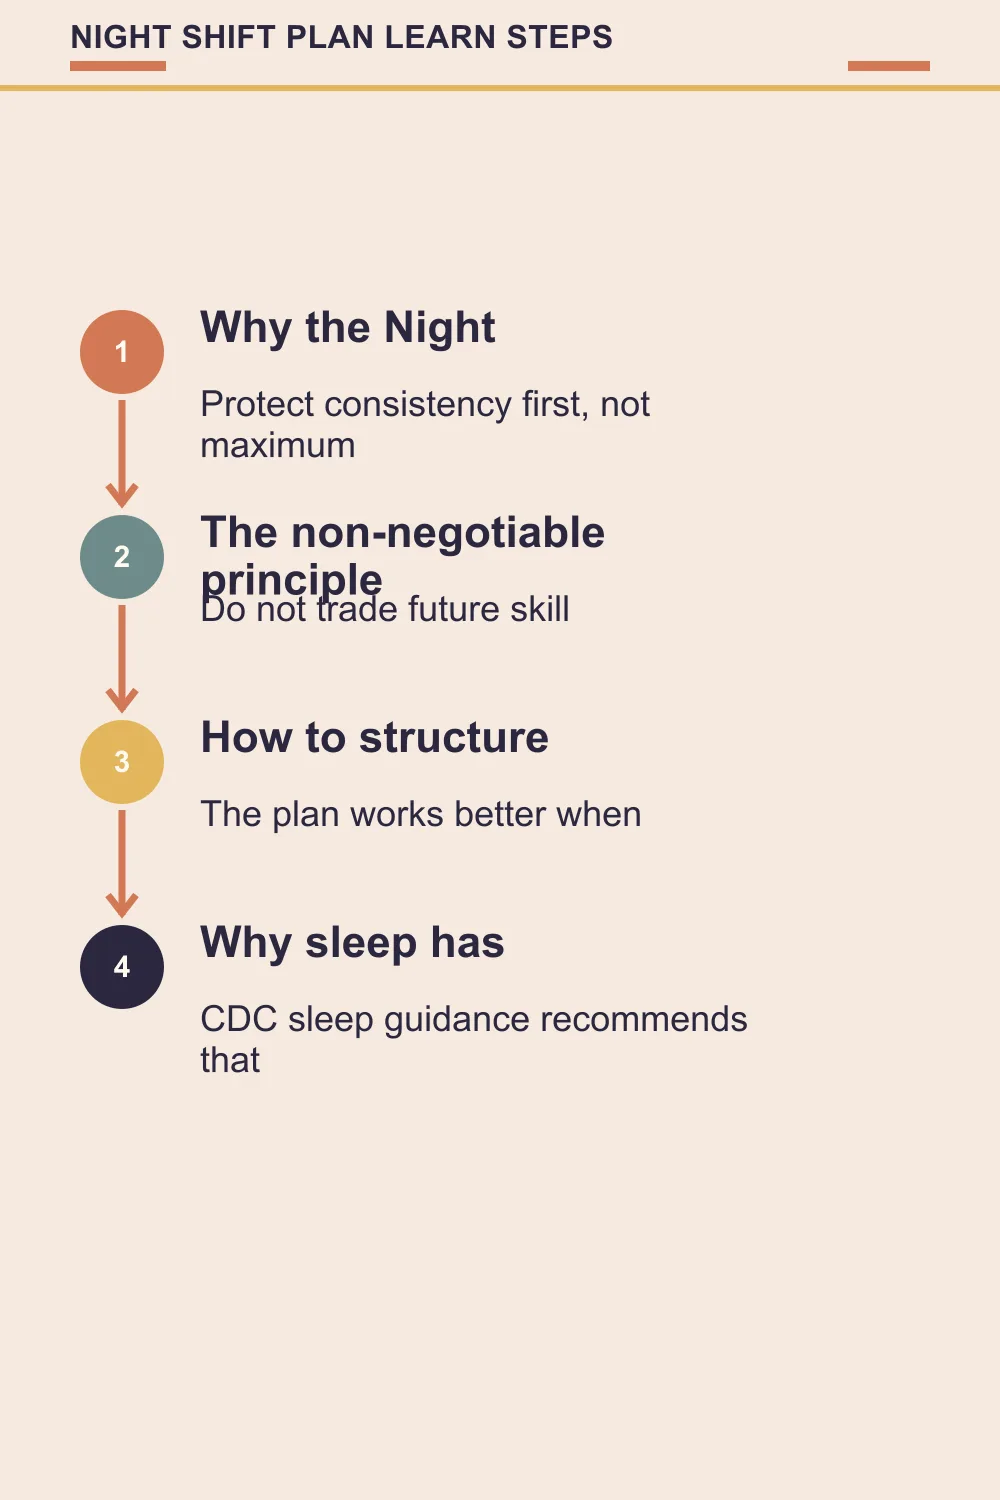 NIGHT SHIFT PLAN LEARN STEPS
1
Why the Night
Protect consistency first, not
maximum
2
The non-negotiable
principle
Do not trade future skill
3
How to structure
The plan works better when
4
Why sleep has
CDC sleep guidance recommends
that